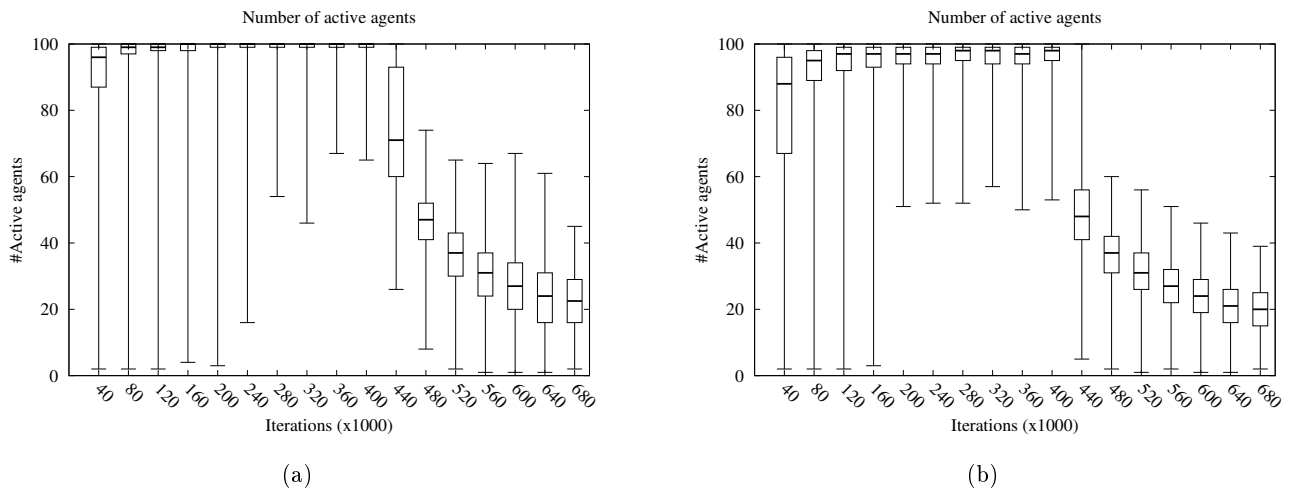 Number of active agents
100
80
60
40
20
0
#Active agents
40 80 120 160 200 240 280 320 360 400 440 480 520 560 600 640 680
Iterations (x1000)
(a)
Number of active agents
100
80
60
40
20
0
#Active agents
40 80 120 160 200 240 280 320 360 400 440 480 520 560 600 640 680
Iterations (x1000)
(b)